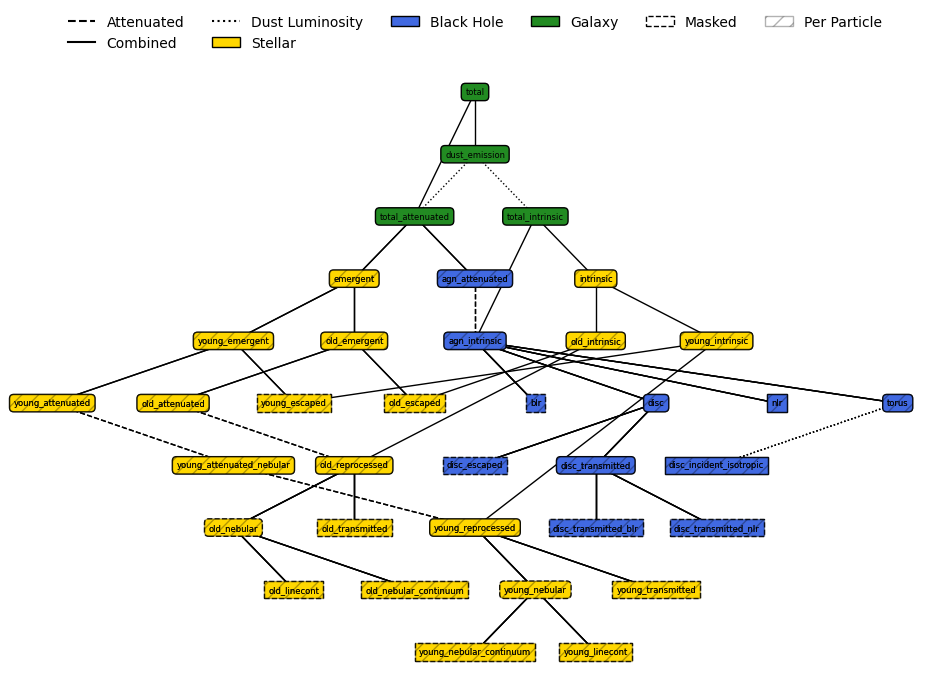 Attenuated
Dust Luminosity
Black Hole
Galaxy
Masked
Per Particle
Combined
Stellar
total
dust_emission
total_attenuated
total_intrinsic
emergent
agn_attenuated
intrinsic
young_emergent
old_emergent
agn_intrinsic
old_intrinsic
young_intrinsic
young_attenuated
old_attenuated
young_escaped
old_escaped
blr
disc
nlr
torus
young_attenuated_nebular
old_reprocessed
disc_escaped
disc_transmitted
disc_incident_isotropic
old_nebular
old_transmitted
young_reprocessed
disc_transmitted_blr
disc_transmitted_nlr
old_linecont
old_nebular_continuum
young_nebular
young_transmitted
young_nebular_continuum
young_linecont